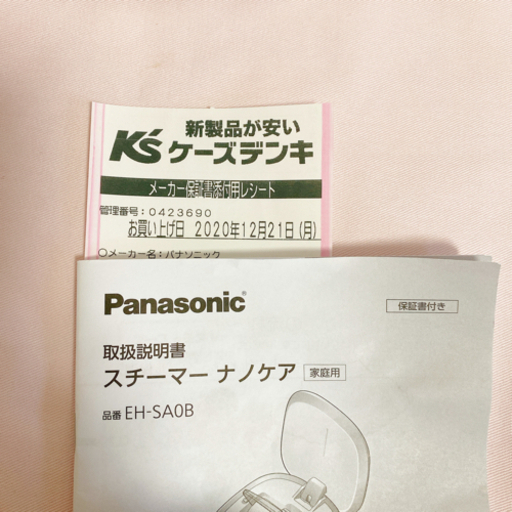 新製品が安い
K's ケーズデンキ
メーカー保証書添付用レシート
管理番号:0423690
お買い上げ日 2020年12月21日(月)
○メーカー名:パナソニック
Panasonic
保証書付き
取扱説明書
スチーマー ナノケア 家庭用
品番 EH-SA0B